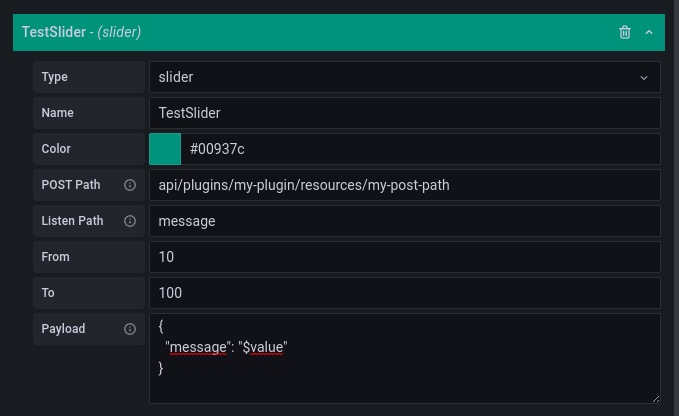 TestSlider - (slider)
Type slider
Name TestSlider
Color #00937c
POST Path api/plugins/my-plugin/resources/my-post-path
Listen Path message
From 10
To 100
Payload {
"message": "$value"
}